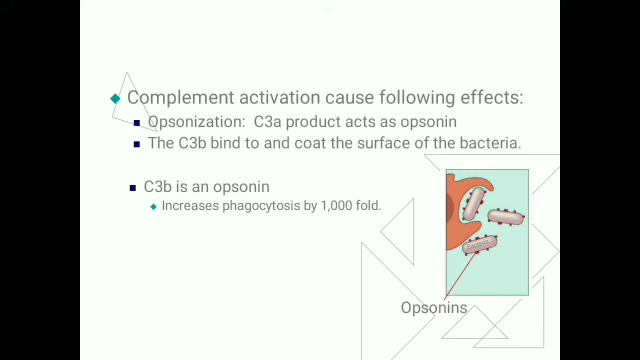 Complement activation cause following effects:
Opsonization: C3a product acts as opsonin
The C3b bind to and coat the surface of the bacteria.
C3b is an opsonin
Increases phagocytosis by 1,000 fold.
Bacteria
Opsonins